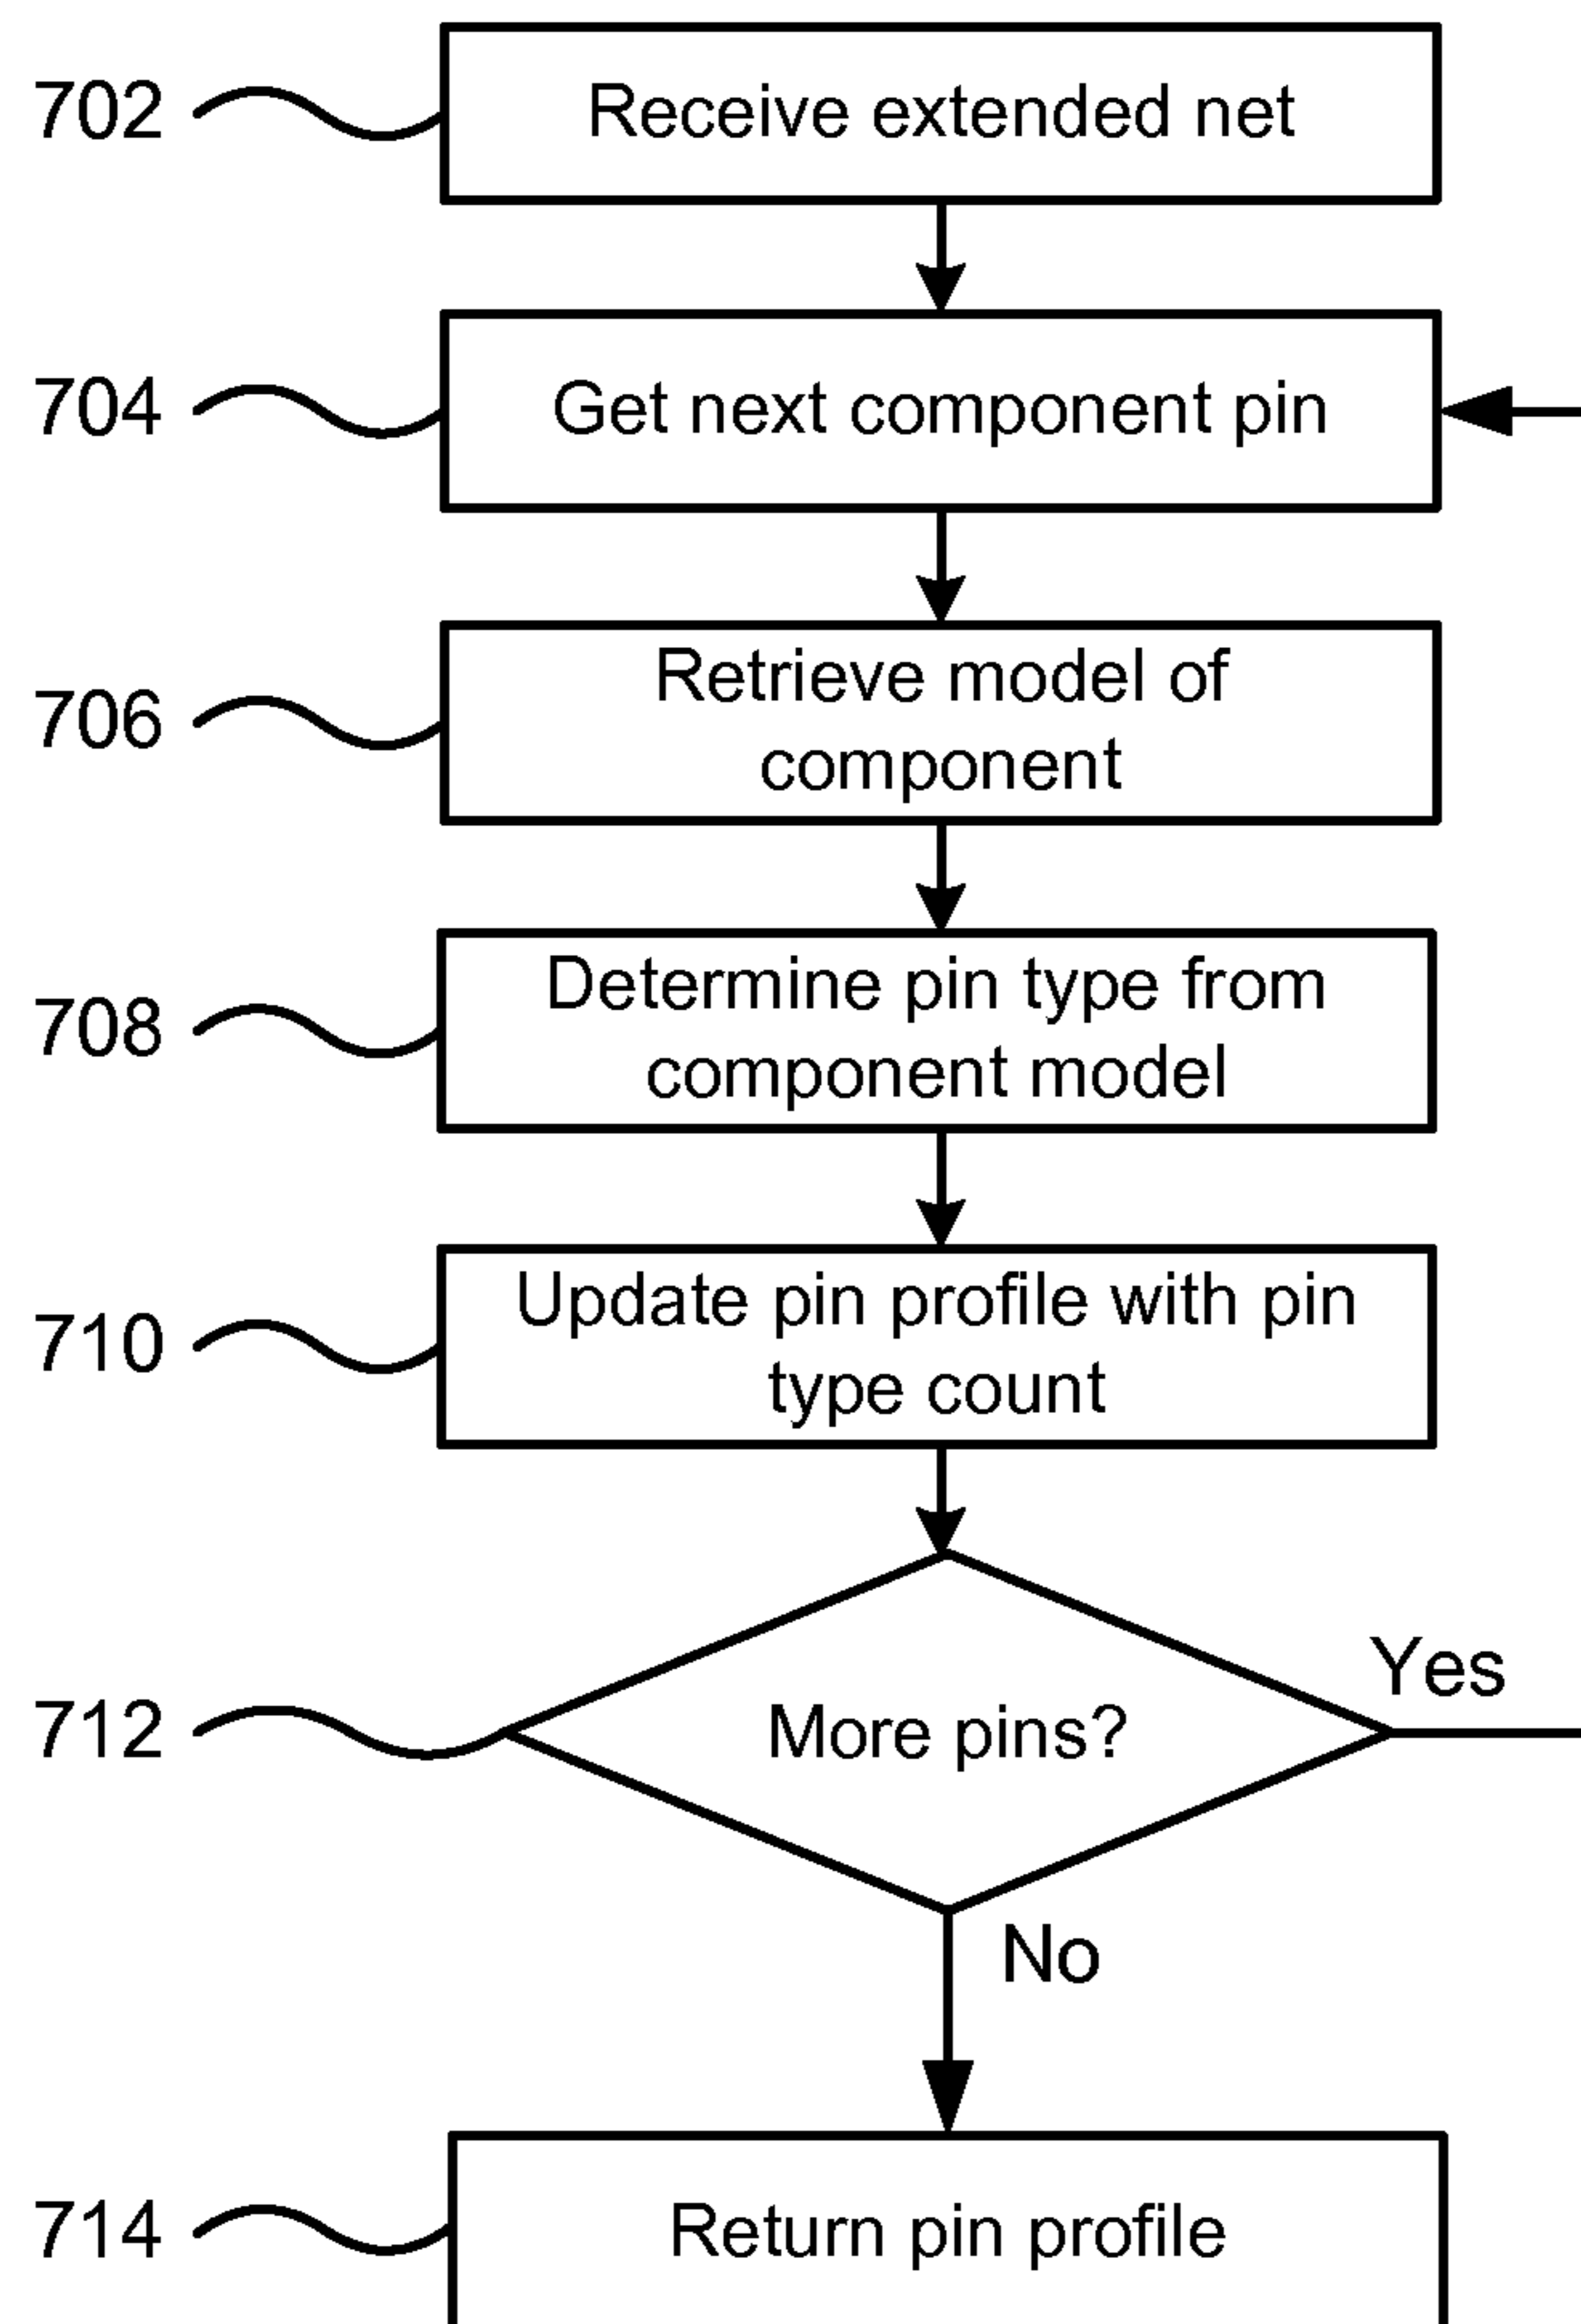 702
Receive extended net
704
Get next component pin
706
Retrieve model of
component
708
Determine pin type from
component model
710
Update pin profile with pin
type count
712
More pins?
Yes
No
714
Return pin profile